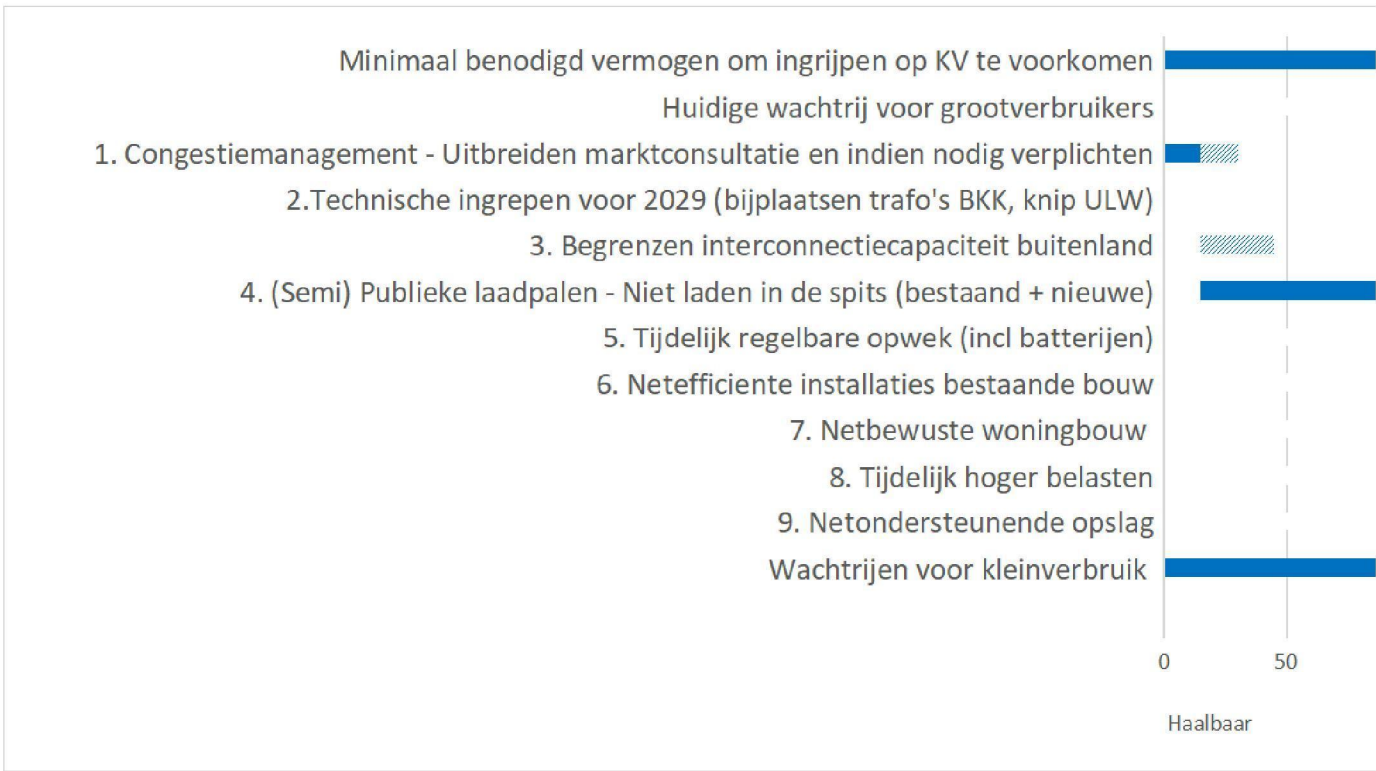 Minimaal benodigd vermogen om ingrijpen op KV te voorkomen
Huidige wachtrij voor grootverbruikers
1. Congestiemanagement - Uitbreiden marktconsultatie en indien nodig verplichten
2.Technische ingrepen voor 2029 (bijplaatsen trafo's BKK, knip ULW)
3. Begrenzen interconnectiecapaciteit buitenland
4. (Semi) Publieke laadpalen - Niet laden in de spits (bestaand + nieuwe)
5. Tijdelijk regelbare opwek (incl batterijen)
6. Netefficiente installaties bestaande bouw
7. Netbewuste woningbouw
8. Tijdelijk hoger belasten
9. Netondersteunende opslag
Wachtrijen voor kleinverbruik
0 50
Haalbaar